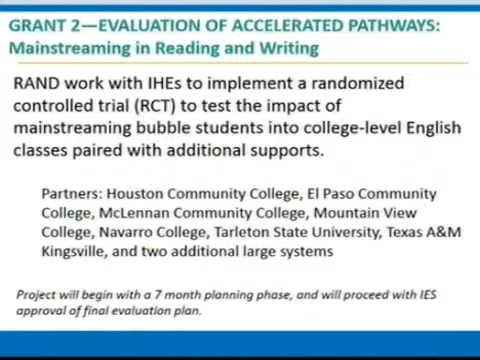 GRANT 2—EVALUATION OF ACCELERATED PATHWAYS:
Mainstreaming in Reading and Writing
RAND work with IHEs to implement a randomized
controlled trial (RCT) to test the impact of
mainstreaming bubble students into college-level English
classes paired with additional supports.
Partners: Houston Community College, El Paso Community
College, McLennan Community College, Mountain View
College, Navarro College, Tarleton State University, Texas A&M
Kingsville, and two additional large systems
Project will begin with a 7 month planning phase, and will proceed with IES
approval of final evaluation plan.